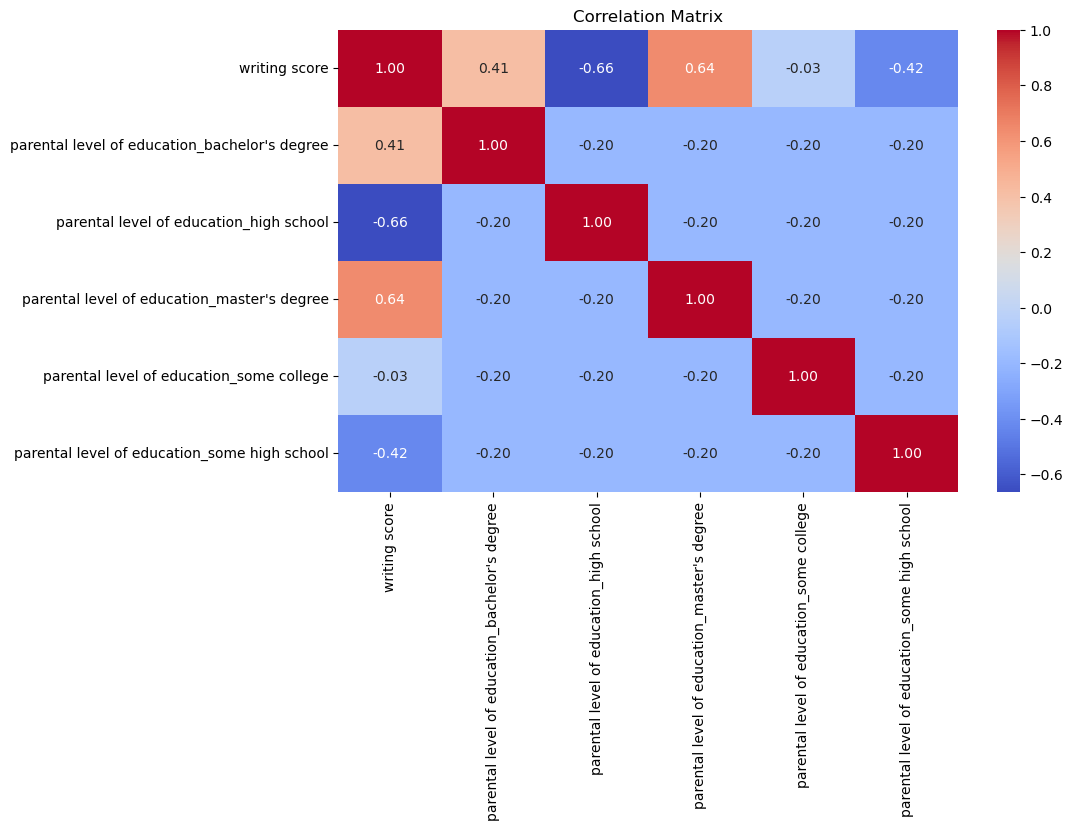 Correlation Matrix
writing score 1.00 0.41 -0.66 0.64 -0.03 -0.42
parental level of education_bachelor's degree 0.41 1.00 -0.20 -0.20 -0.20 -0.20
parental level of education_high school -0.66 -0.20 1.00 -0.20 -0.20 -0.20
parental level of education_master's degree 0.64 -0.20 -0.20 1.00 -0.20 -0.20
parental level of education_some college -0.03 -0.20 -0.20 -0.20 1.00 -0.20
parental level of education_some high school -0.42 -0.20 -0.20 -0.20 -0.20 1.00
writing score
parental level of education_bachelor's degree
parental level of education_high school
parental level of education_master's degree
parental level of education_some college
parental level of education_some high school
1.0
0.8
0.6
0.4
0.2
0.0
−0.2
−0.4
−0.6